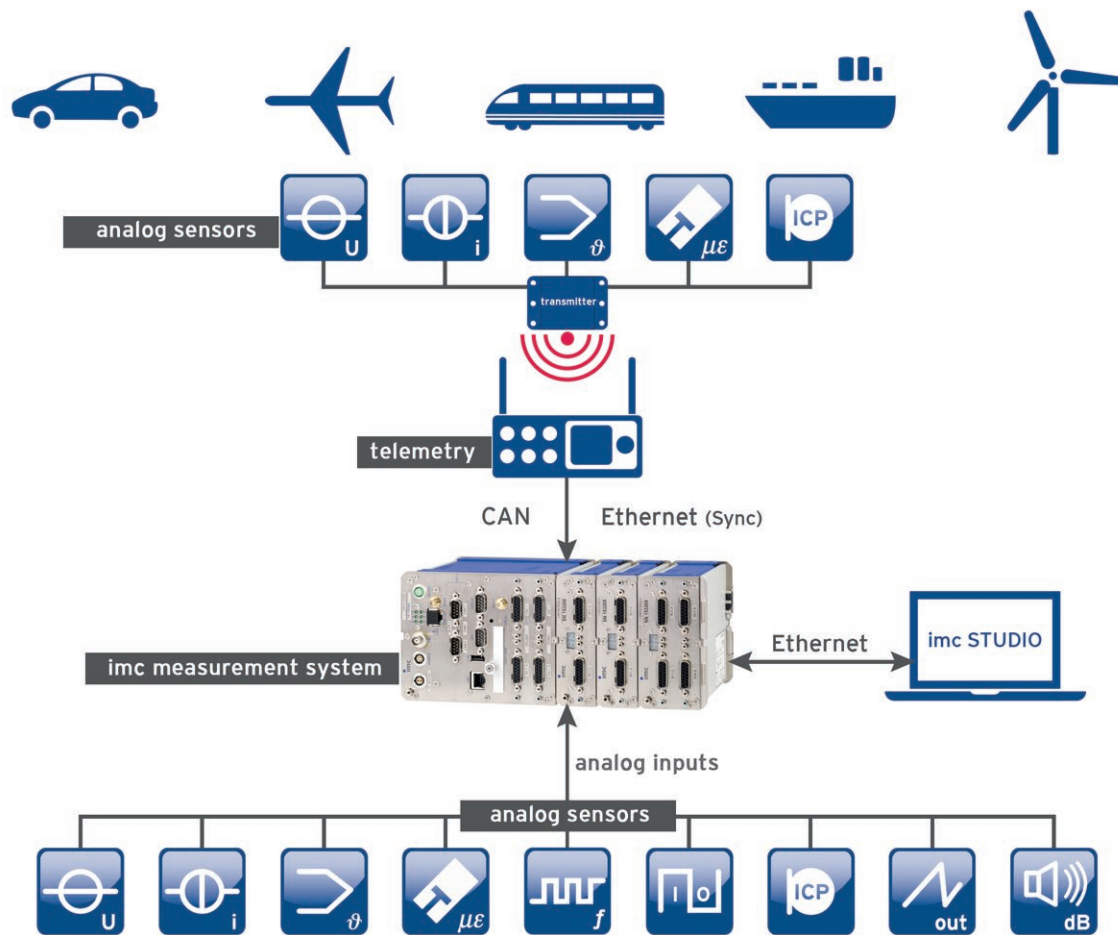 analog sensors
U
i
ϑ
με
ICP
transmitter
telemetry
CAN
Ethernet (Sync)
imc measurement system
Ethernet
imc STUDIO
analog inputs
analog sensors
U
i
ϑ
με
f
I O
ICP
out
dB